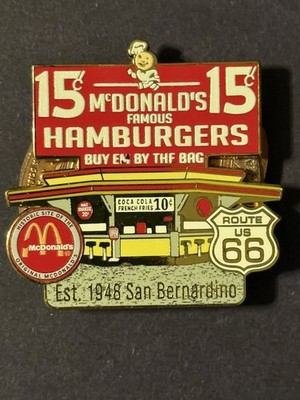 15¢ 15¢
McDONALD'S
FAMOUS
HAMBURGERS
BUY EM BY THF BAG
COCA COLA
FRENCH FRIES 10¢
HISTORIC SITE OF THE
McDonald's
ORIGINAL McDONALD'S
ROUTE
US
66
Est. 1948 San Bernardino